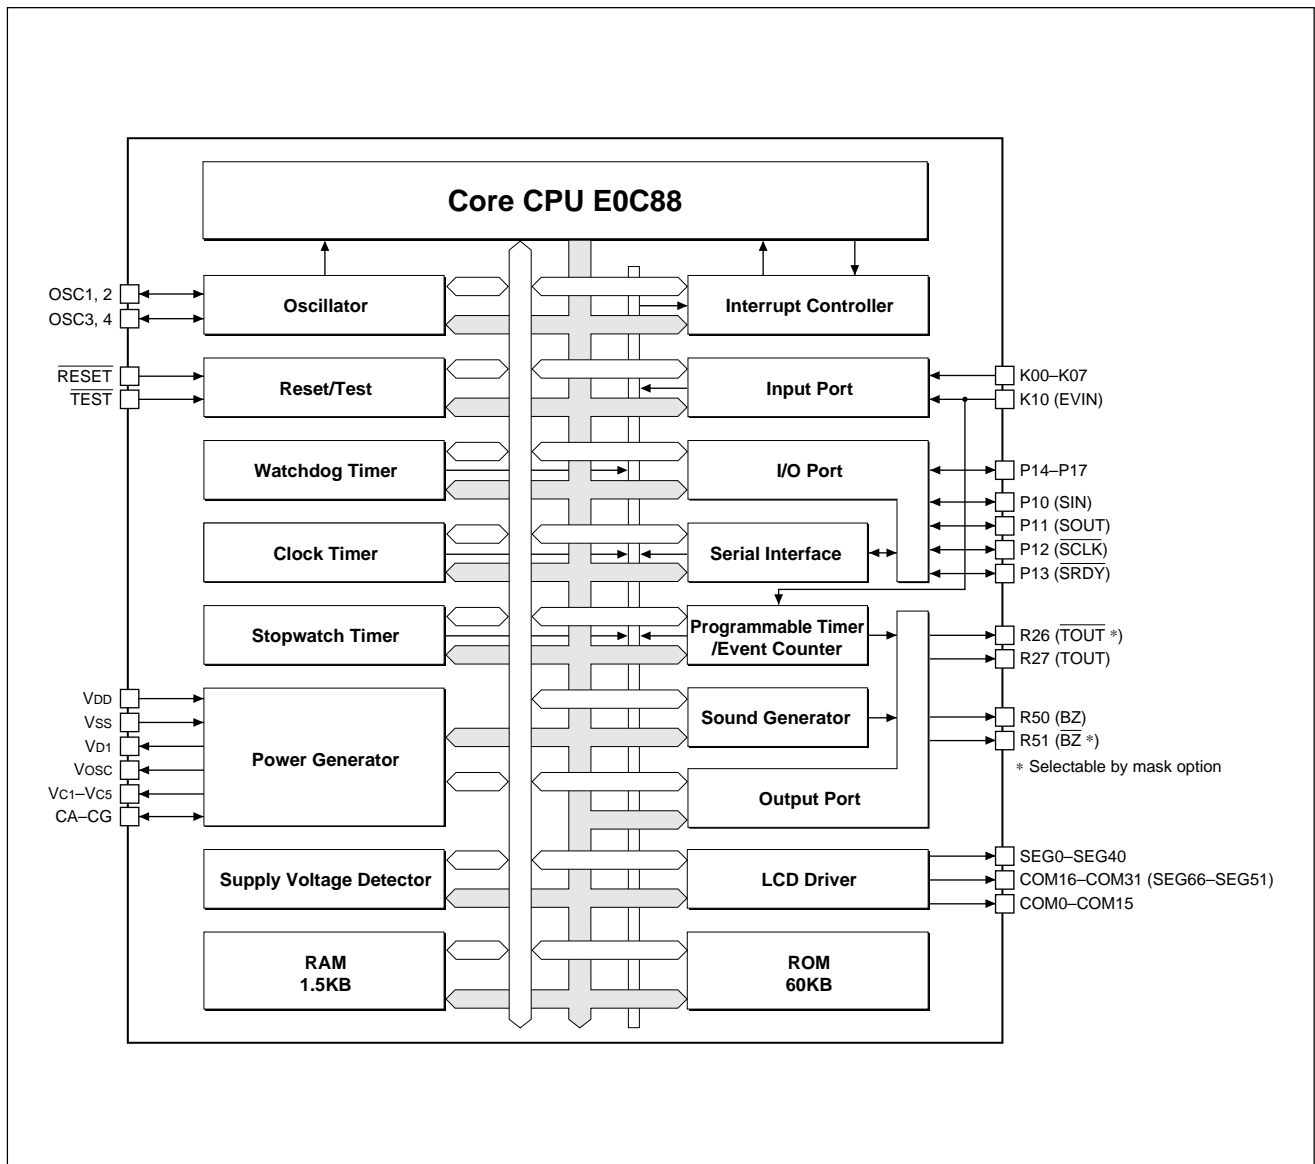 Core CPU E0C88
OSC1, 2
OSC3, 4
Oscillator
Interrupt Controller
RESET
TEST
Reset/Test
Input Port
K00–K07
K10 (EVIN)
Watchdog Timer
I/O Port
P14–P17
P10 (SIN)
P11 (SOUT)
P12 (SCLK)
P13 (SRDY)
Clock Timer
Serial Interface
Stopwatch Timer
Programmable Timer
/Event Counter
R26 (TOUT *)
R27 (TOUT)
VDD
VSS
VD1
VOSC
VC1–VC5
CA–CG
Power Generator
Sound Generator
R50 (BZ)
R51 (BZ *)
* Selectable by mask option
Output Port
Supply Voltage Detector
LCD Driver
SEG0–SEG40
COM16–COM31 (SEG66–SEG51)
COM0–COM15
RAM
1.5KB
ROM
60KB